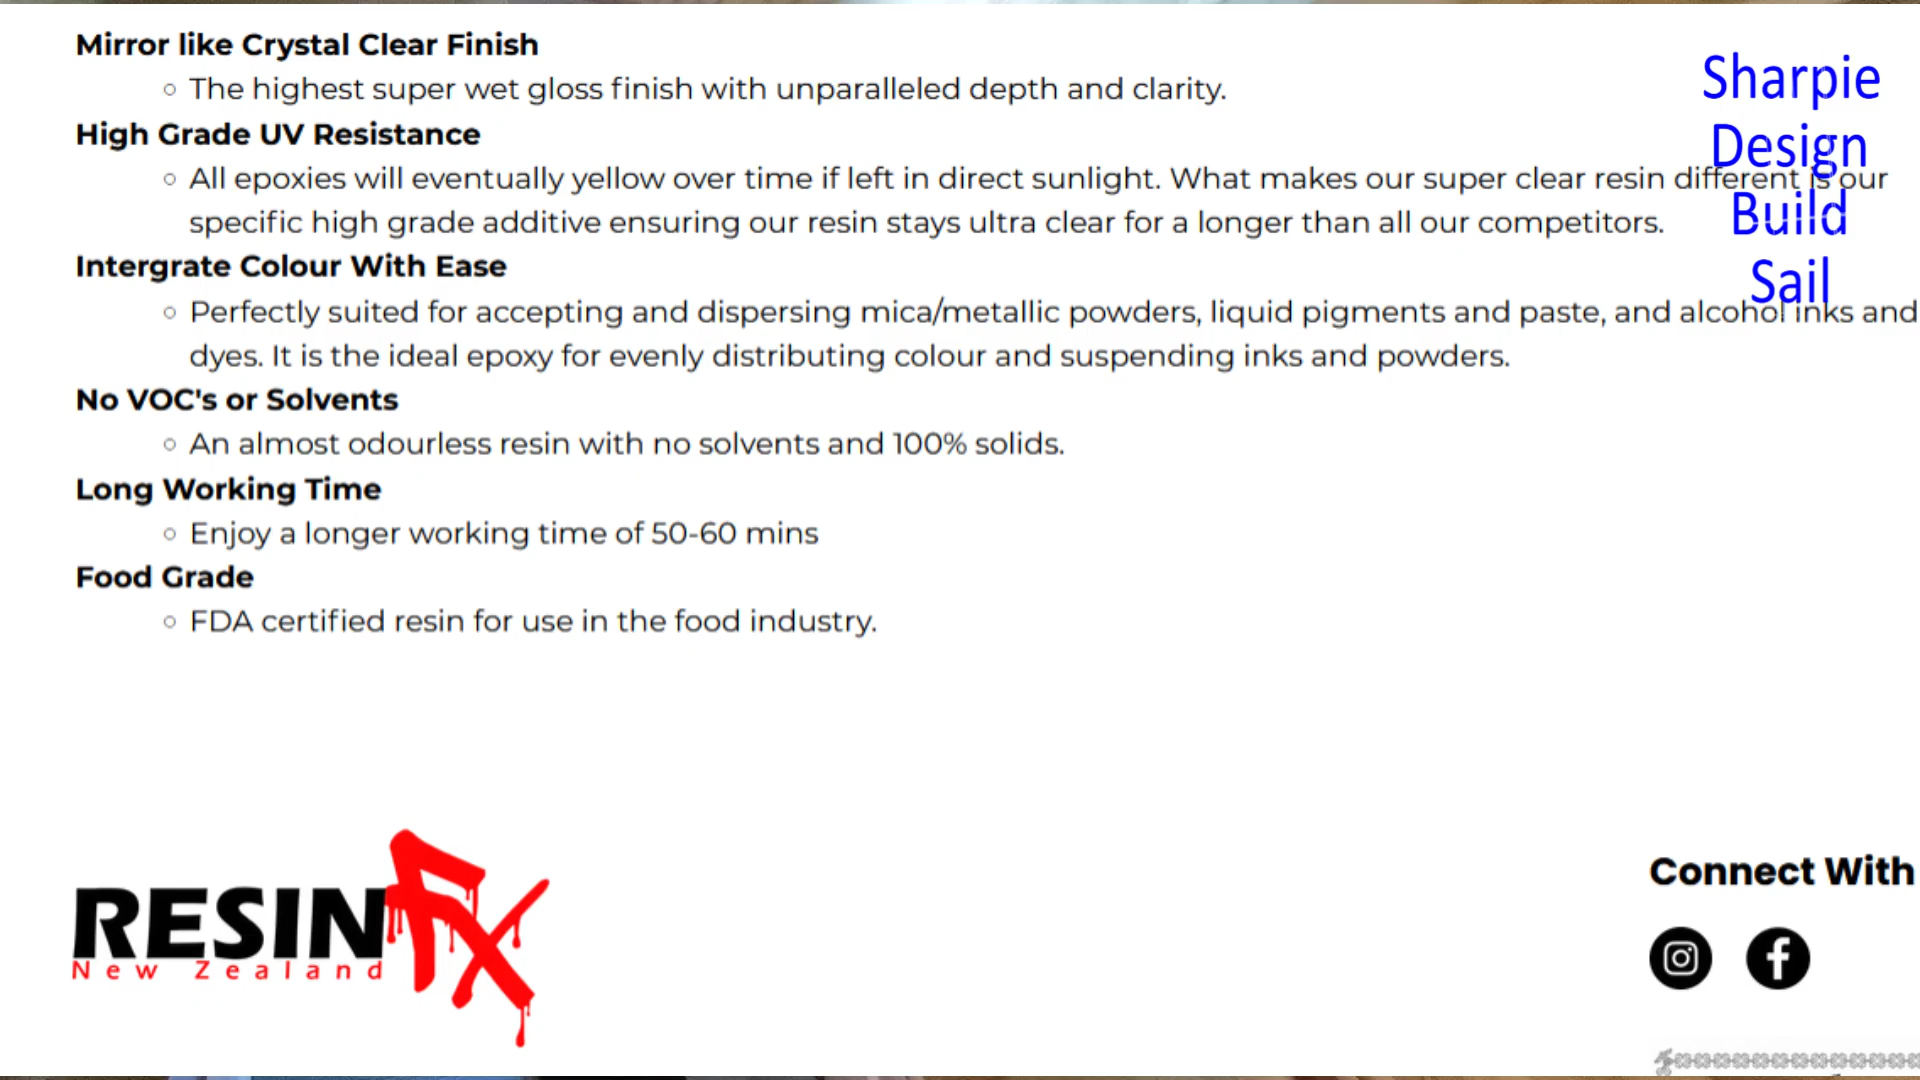 Mirror like Crystal Clear Finish
The highest super wet gloss finish with unparalleled depth and clarity.
High Grade UV Resistance
All epoxies will eventually yellow over time if left in direct sunlight. What makes our super clear resin different is our
specific high grade additive ensuring our resin stays ultra clear for a longer than all our competitors.
Intergrate Colour With Ease
Perfectly suited for accepting and dispersing mica/metallic powders, liquid pigments and paste, and alcohol inks and
dyes. It is the ideal epoxy for evenly distributing colour and suspending inks and powders.
No VOC's or Solvents
An almost odourless resin with no solvents and 100% solids.
Long Working Time
Enjoy a longer working time of 50-60 mins
Food Grade
FDA certified resin for use in the food industry.
Sharpie
Design
Build
Sail
RESIN FX
New Zealand
Connect With